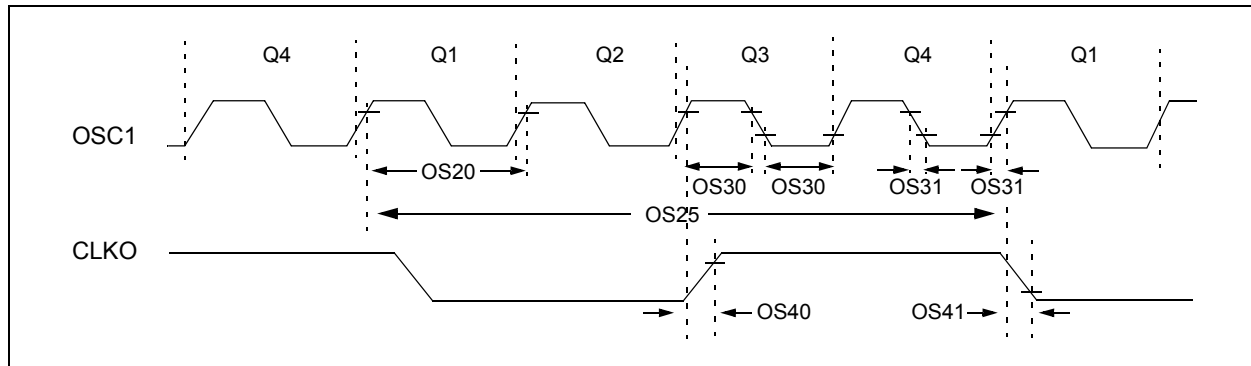 Q4 Q1 Q2 Q3 Q4 Q1
OSC1
OS20
OS30 OS30 OS31 OS31
OS25
CLKO
OS40 OS41